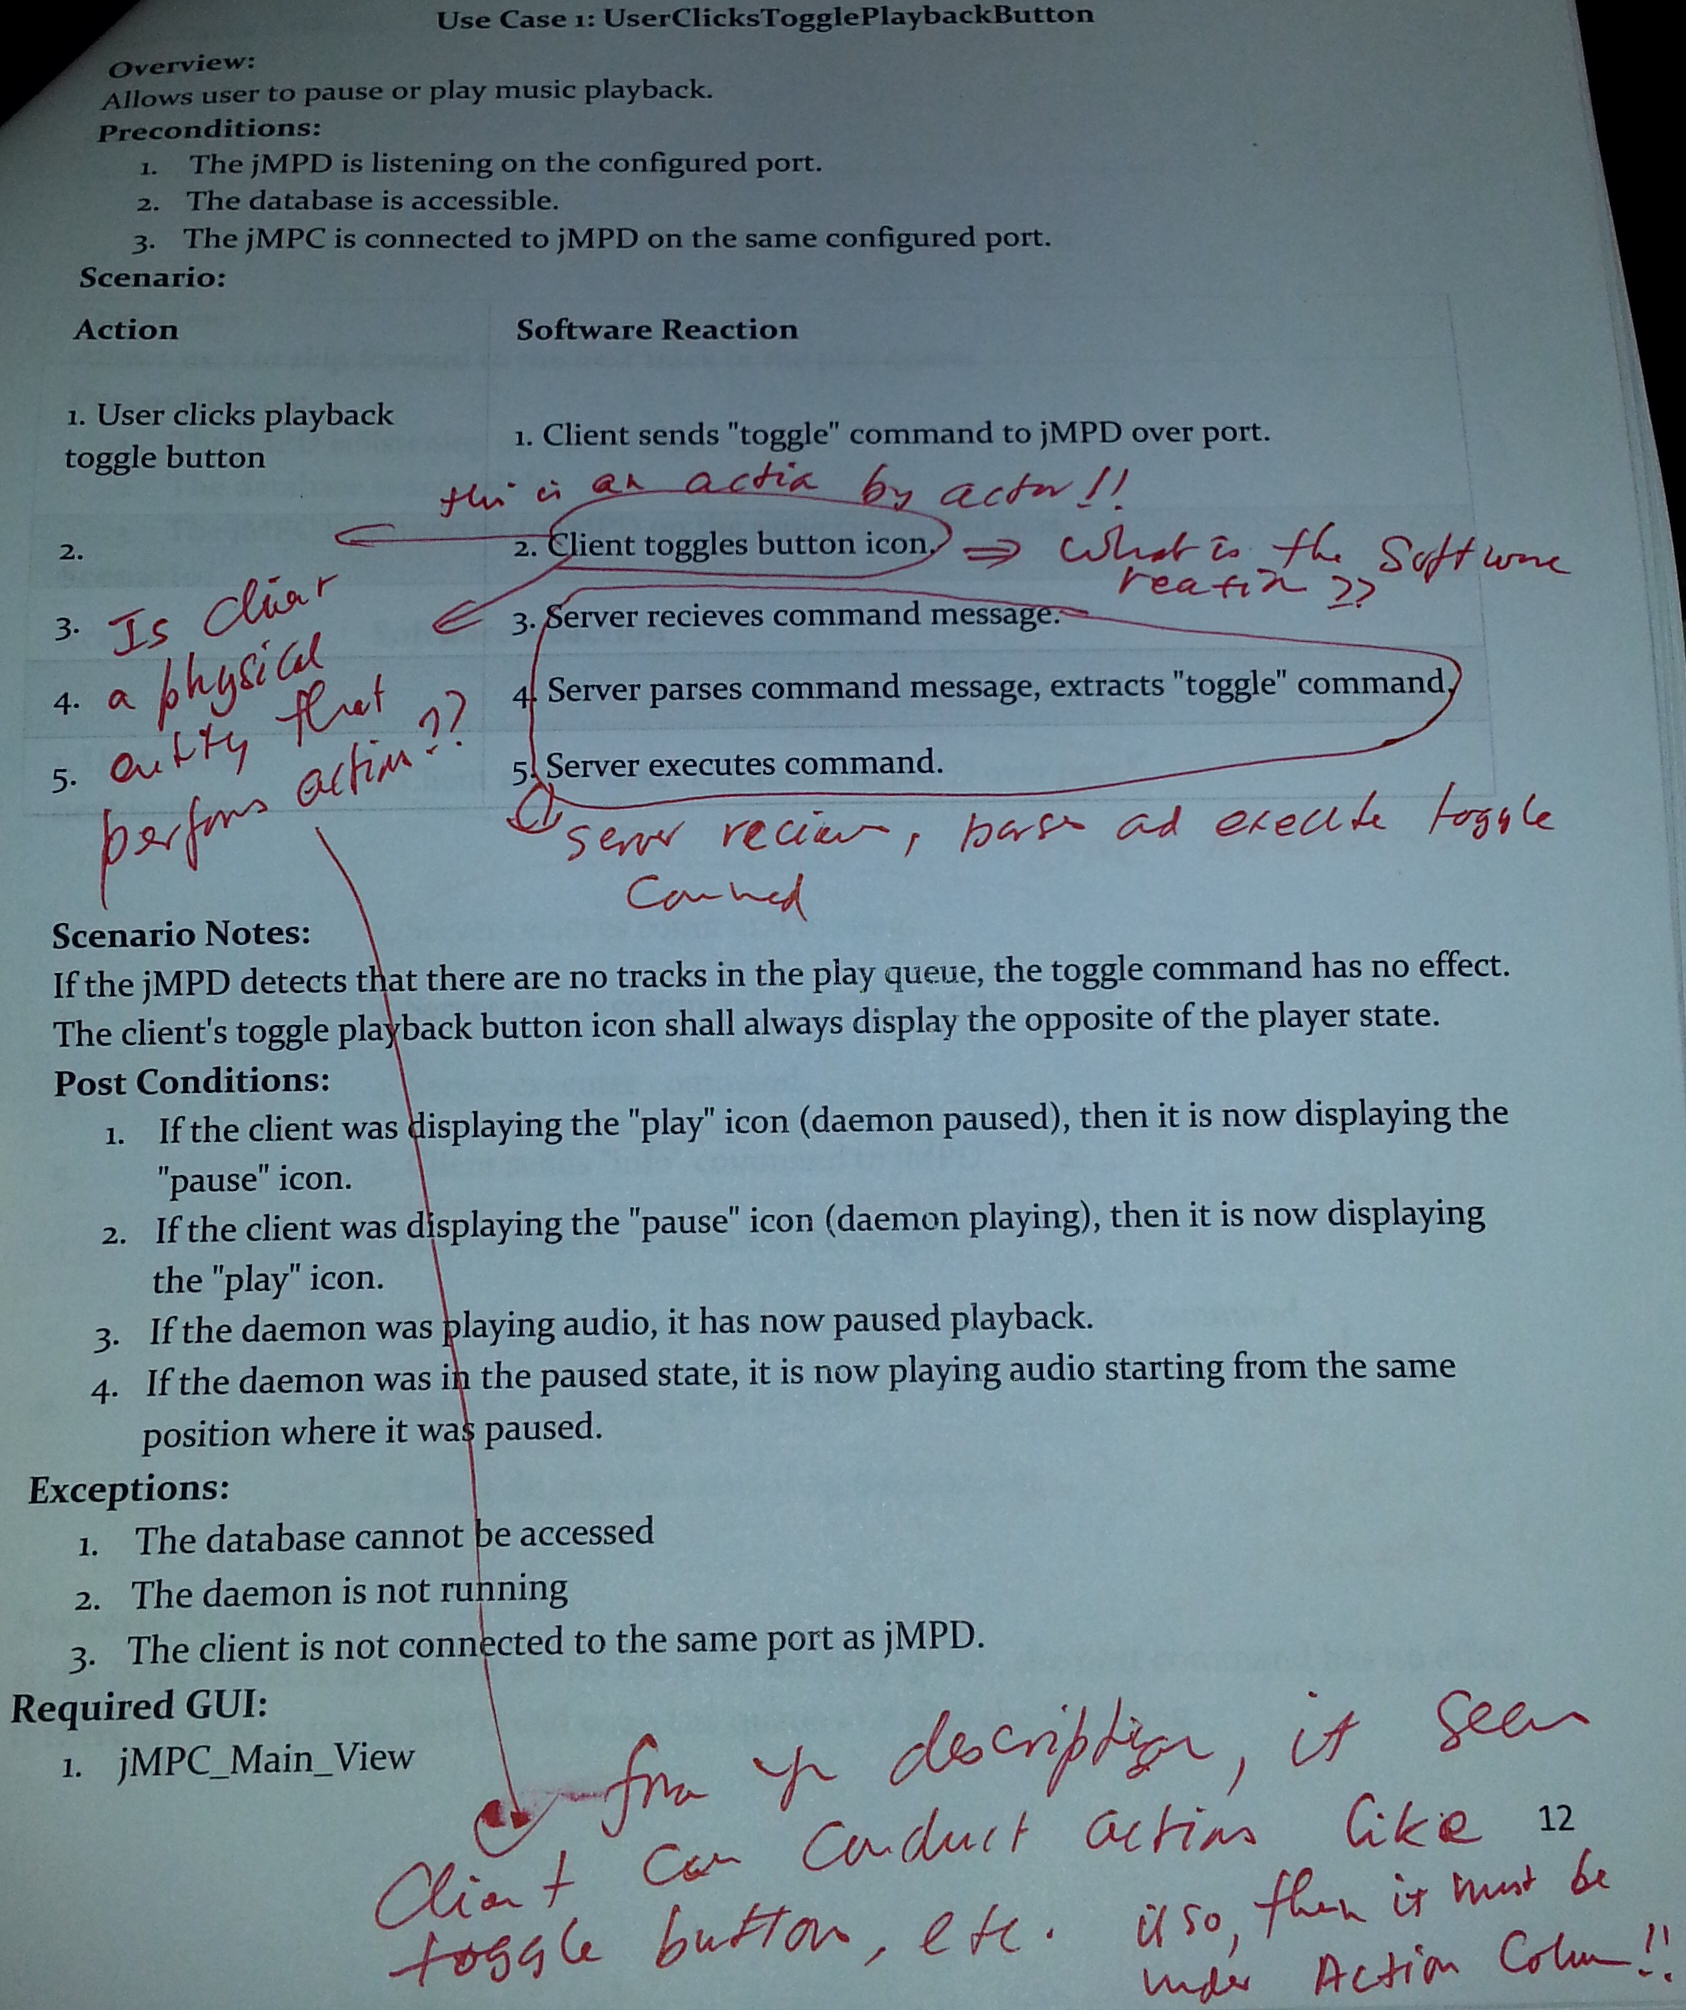 Use Case 1: UserClicksTogglePlaybackButton
Overview:
Allows user to pause or play music playback.
Preconditions:
1. The jMPD is listening on the configured port.
2. The database is accessible.
3. The jMPC is connected to jMPD on the same configured port.
Scenario:
Action Software Reaction
1. User clicks playback
toggle button
1. Client sends "toggle" command to jMPD over port.
this is an action by actor !!
2.
2. Client toggles button icon. ⇒ What is the Software
reaction ??
3. Is client
3. Server recieves command message.
4. a physical
4. Server parses command message, extracts "toggle" command.
5. entity that
performs action ??
5. Server executes command.
server reciev, parse ad execute toggle
Command
Scenario Notes:
If the jMPD detects that there are no tracks in the play queue, the toggle command has no effect.
The client's toggle playback button icon shall always display the opposite of the player state.
Post Conditions:
1. If the client was displaying the "play" icon (daemon paused), then it is now displaying the
"pause" icon.
2. If the client was displaying the "pause" icon (daemon playing), then it is now displaying
the "play" icon.
3. If the daemon was playing audio, it has now paused playback.
4. If the daemon was in the paused state, it is now playing audio starting from the same
position where it was paused.
Exceptions:
1. The database cannot be accessed
2. The daemon is not running
3. The client is not connected to the same port as jMPD.
Required GUI:
1. jMPC_Main_View
from yr description, it seem
12
Client can conduct actions like
toggle button, etc. if so, then it must be
under Action Column !!